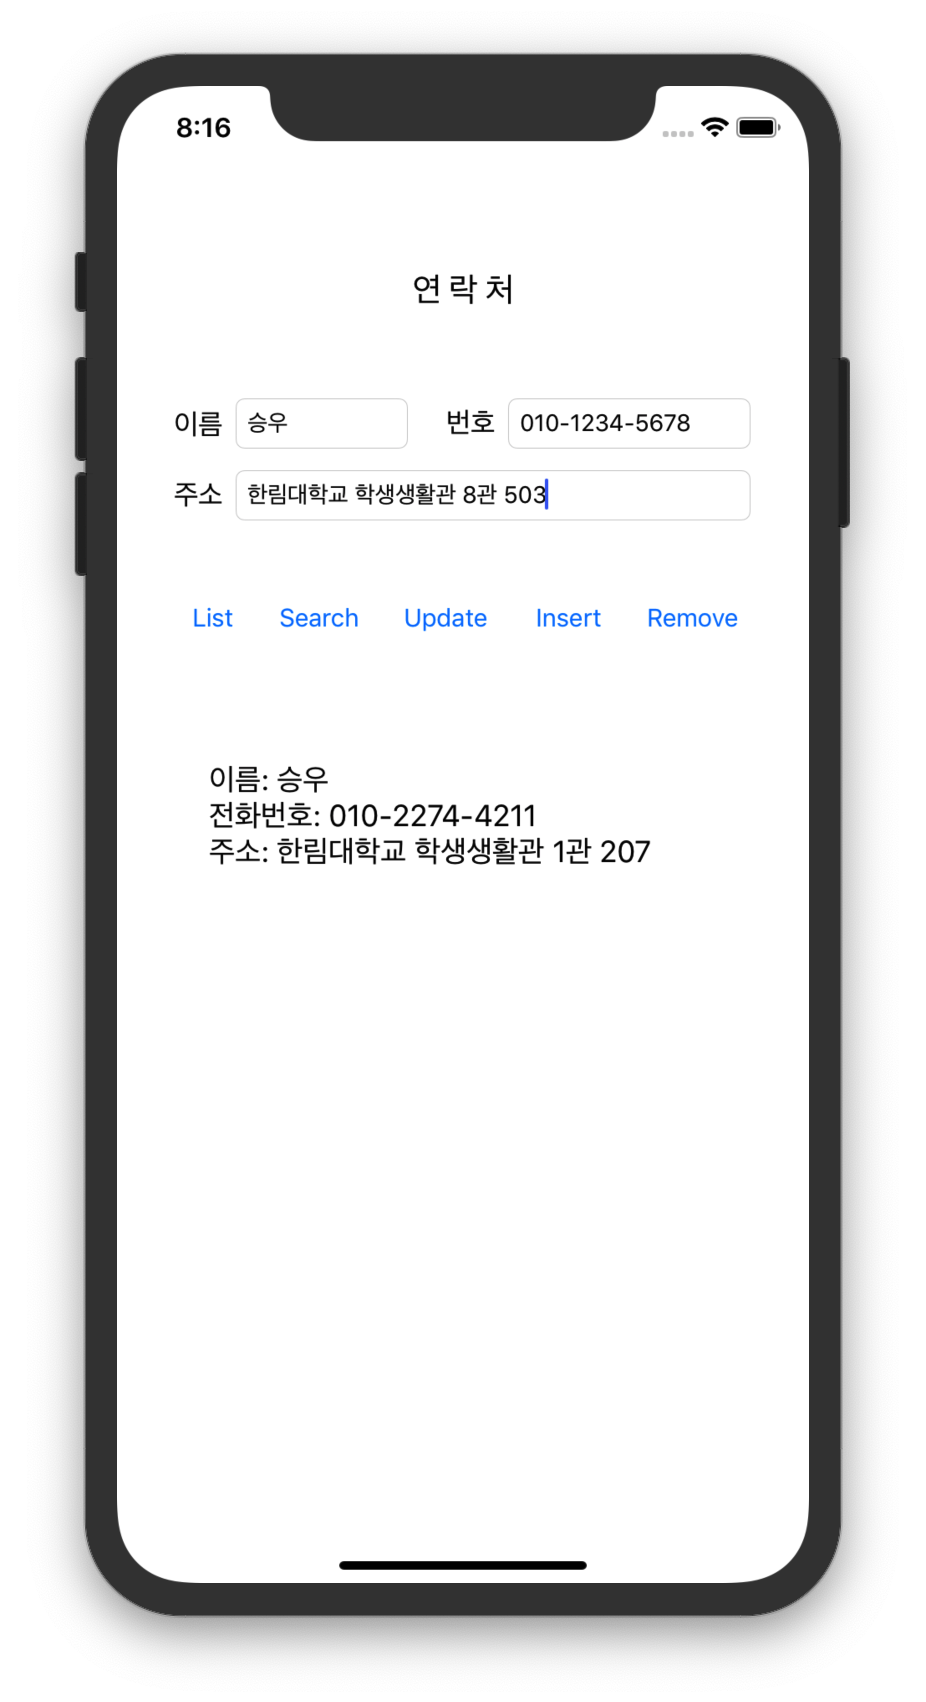 8:16
연 락 처
이름 승우 번호 010-1234-5678
주소 한림대학교 학생생활관 8관 503
List Search Update Insert Remove
이름: 승우
전화번호: 010-2274-4211
주소: 한림대학교 학생생활관 1관 207